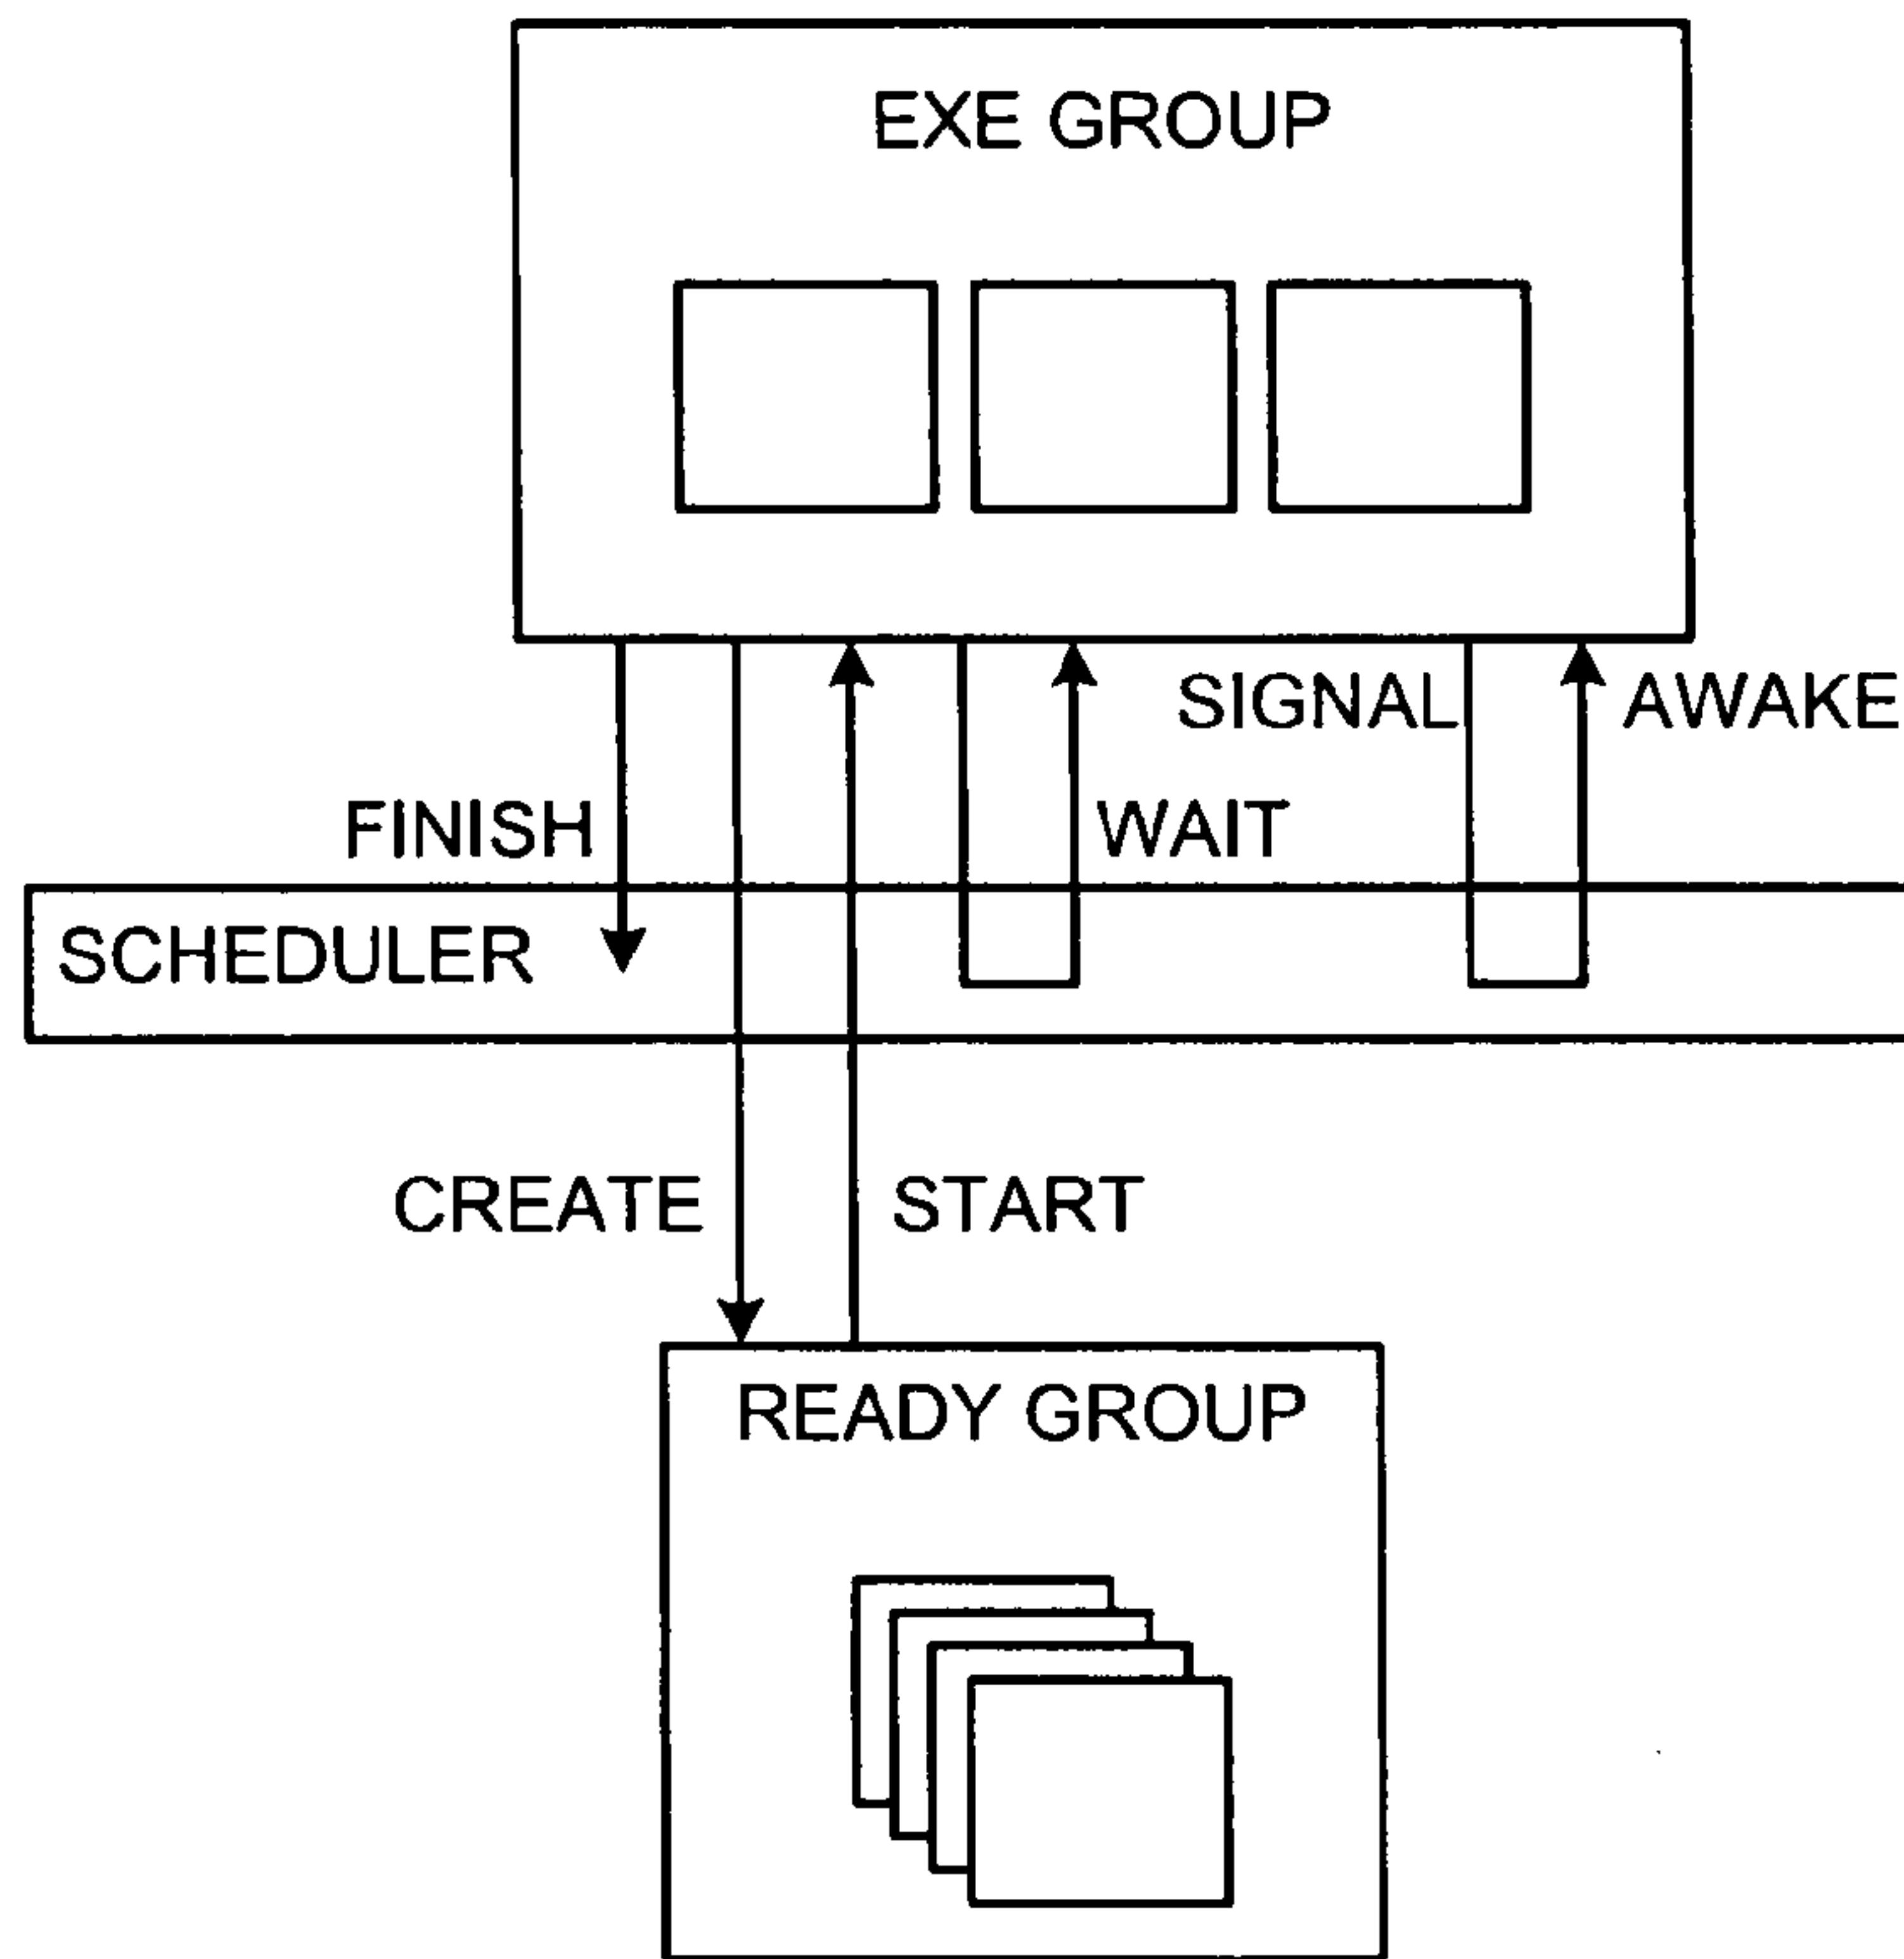 EXE GROUP
SIGNAL
AWAKE
FINISH
WAIT
SCHEDULER
CREATE
START
READY GROUP